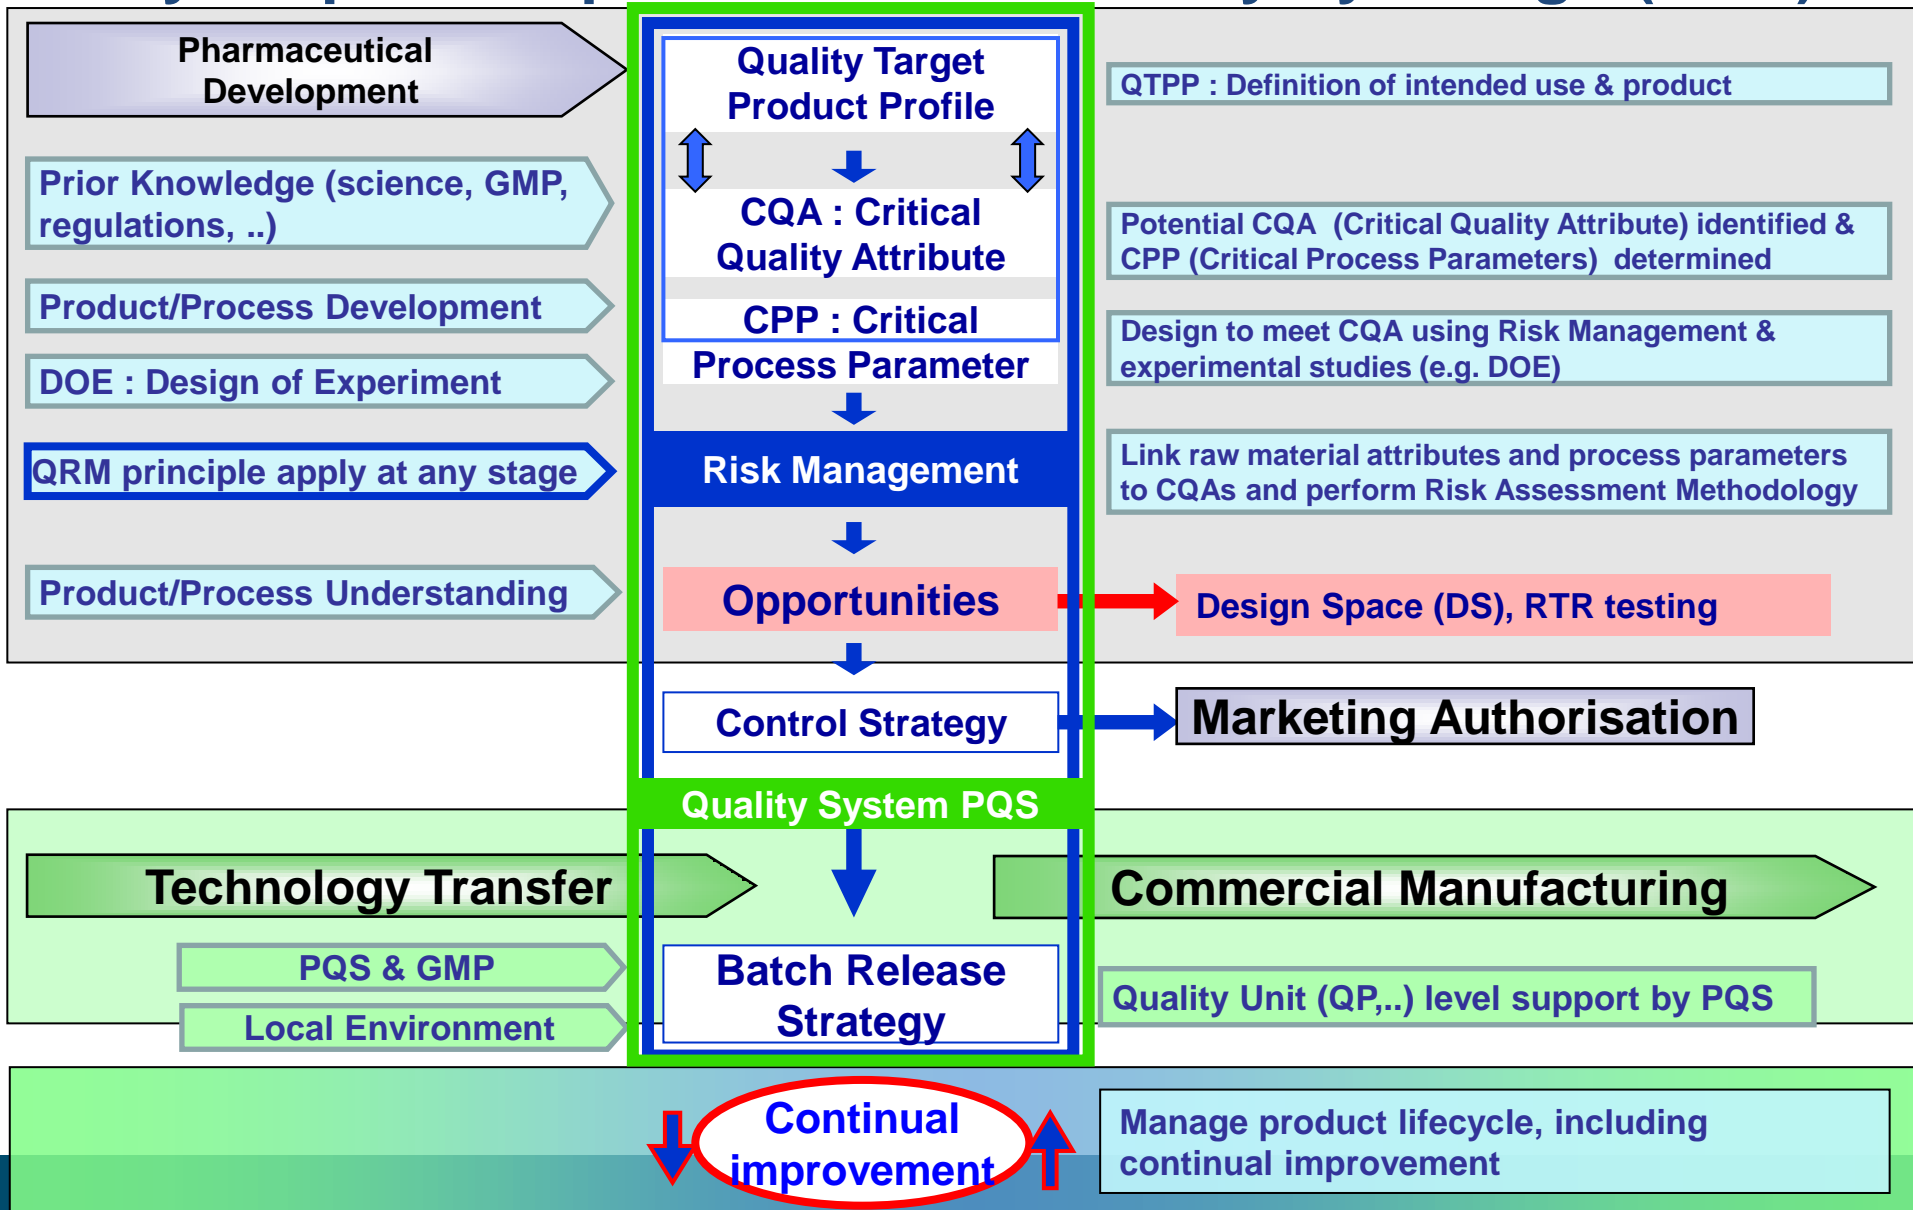 Pharmaceutical
Development
Quality Target
Product Profile
QTPP : Definition of intended use & product
Prior Knowledge (science, GMP,
regulations, ..)
CQA : Critical
Quality Attribute
Potential CQA (Critical Quality Attribute) identified &
CPP (Critical Process Parameters) determined
Product/Process Development
CPP : Critical
Process Parameter
Design to meet CQA using Risk Management &
experimental studies (e.g. DOE)
DOE : Design of Experiment
QRM principle apply at any stage
Risk Management
Link raw material attributes and process parameters
to CQAs and perform Risk Assessment Methodology
Product/Process Understanding
Opportunities
Design Space (DS), RTR testing
Control Strategy
Marketing Authorisation
Quality System PQS
Technology Transfer
Commercial Manufacturing
PQS & GMP
Local Environment
Batch Release
Strategy
Quality Unit (QP,..) level support by PQS
Continual
improvement
Manage product lifecycle, including
continual improvement